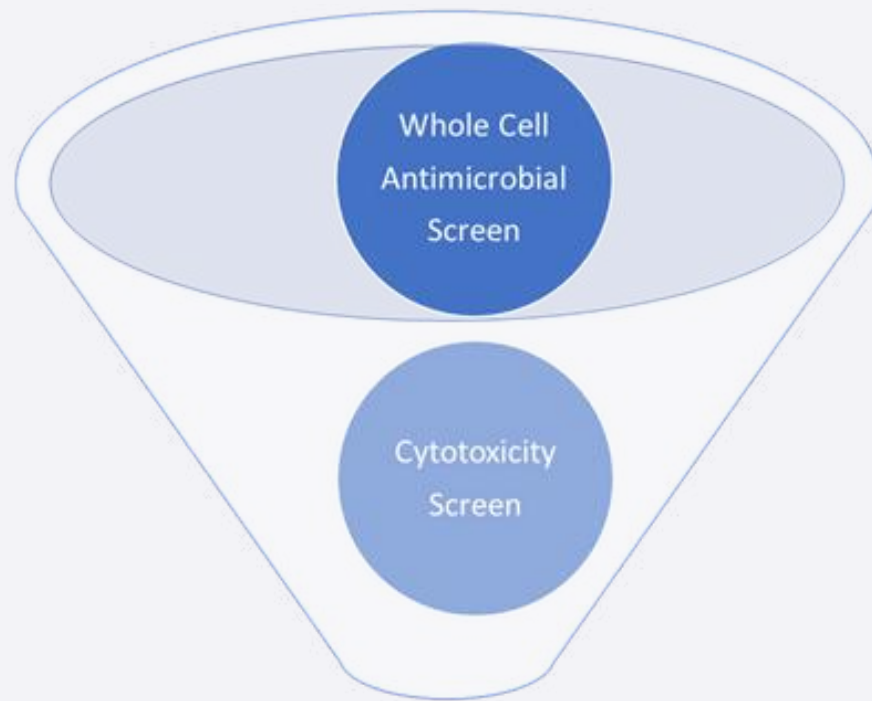 Whole Cell
Antimicrobial
Screen
Cytotoxicity
Screen